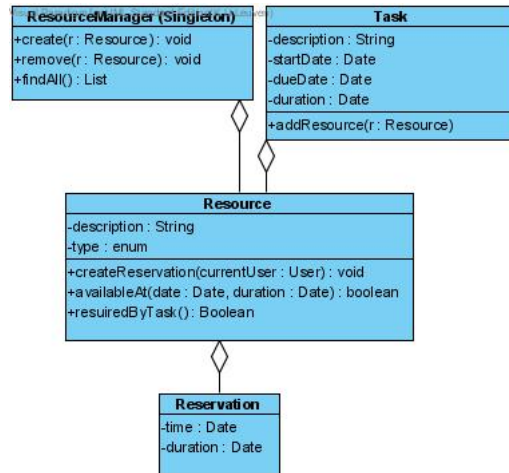 ResourceManager (Singleton)
+create(r : Resource) : void
+remove(r : Resource) : void
+findAll() : List
Task
-description : String
-startDate : Date
-dueDate : Date
-duration : Date
+addResource(r : Resource)
Resource
-description : String
-type : enum
+createReservation(currentUser : User) : void
+availableAt(date : Date, duration : Date) : boolean
+resuiredByTask() : Boolean
Reservation
-time : Date
-duration : Date